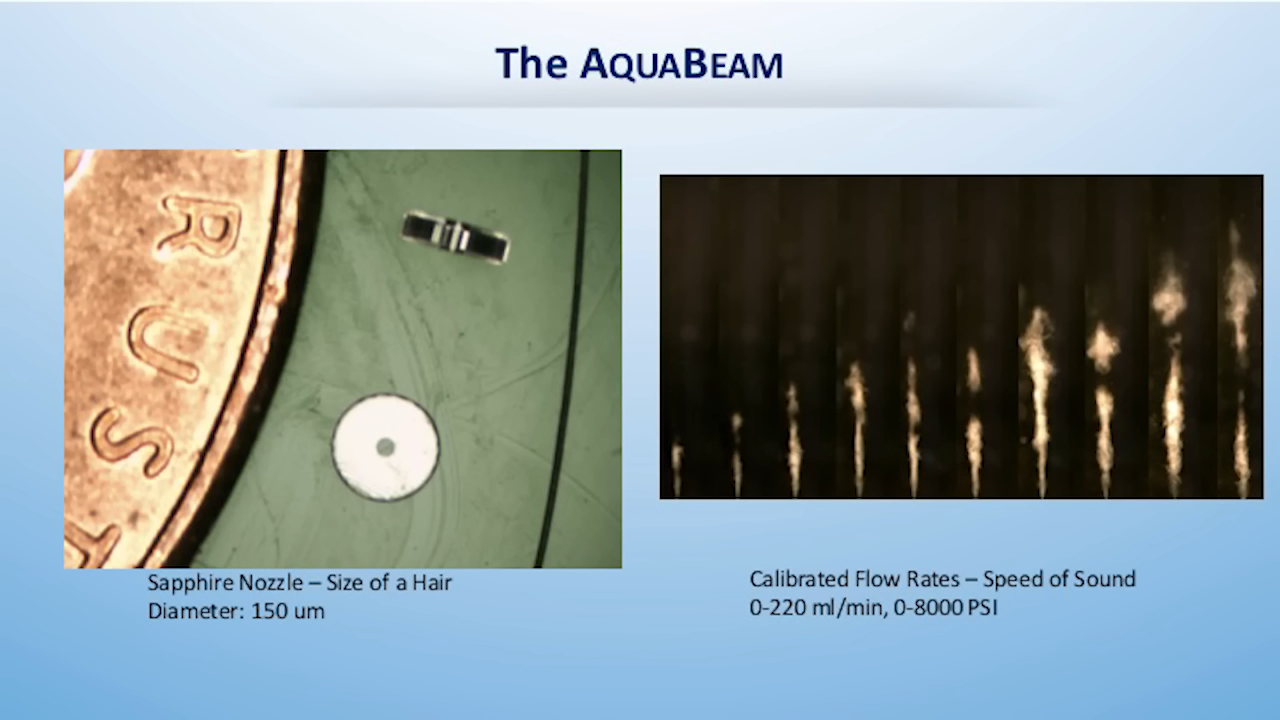 The AQUABEAM
RUST
Sapphire Nozzle – Size of a Hair
Diameter: 150 um
Calibrated Flow Rates – Speed of Sound
0-220 ml/min, 0-8000 PSI